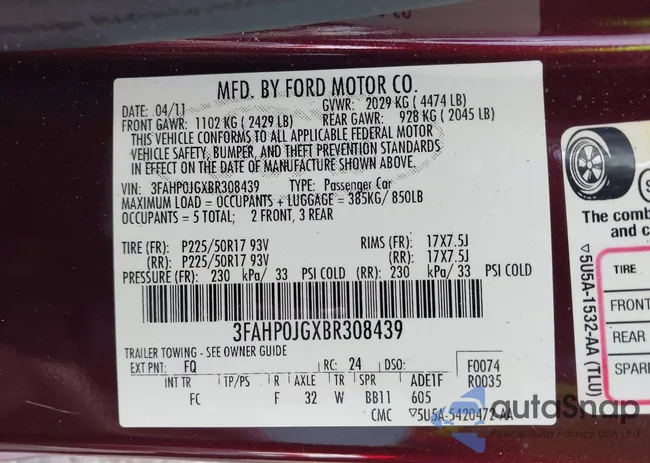 MFD. BY FORD MOTOR CO.
DATE: 04/11 GVWR: 2029 KG ( 4474 LB)
FRONT GAWR: 1102 KG ( 2429 LB) REAR GAWR: 928 KG ( 2045 LB)
THIS VEHICLE CONFORMS TO ALL APPLICABLE FEDERAL MOTOR
VEHICLE SAFETY, BUMPER, AND THEFT PREVENTION STANDARDS
IN EFFECT ON THE DATE OF MANUFACTURE SHOWN ABOVE.
VIN: 3FAHP0JGXBR308439 TYPE: Passenger Car
MAXIMUM LOAD = OCCUPANTS + LUGGAGE = 385KG/ 850LB
OCCUPANTS = 5 TOTAL; 2 FRONT, 3 REAR
TIRE (FR): P225/50R17 93V RIMS (FR): 17X7.5J
(RR): P225/50R17 93V (RR): 17X7.5J
PRESSURE (FR): 230 kPa/ 33 PSI COLD (RR): 230 kPa/ 33 PSI COLD
3FAHP0JGXBR308439
TRAILER TOWING - SEE OWNER GUIDE
EXT PNT: FQ RC: 24 DSO: F0074
R0035
INT TR TP/PS R AXLE TR SPR ADE1F
FC F 32 W BB11 605
CMC ▽5U5A-5420472-AA
The comb
and c
TIRE
FRONT
REAR
SPARE
▽5U5A-1532-AA (TLU)
autoSnap